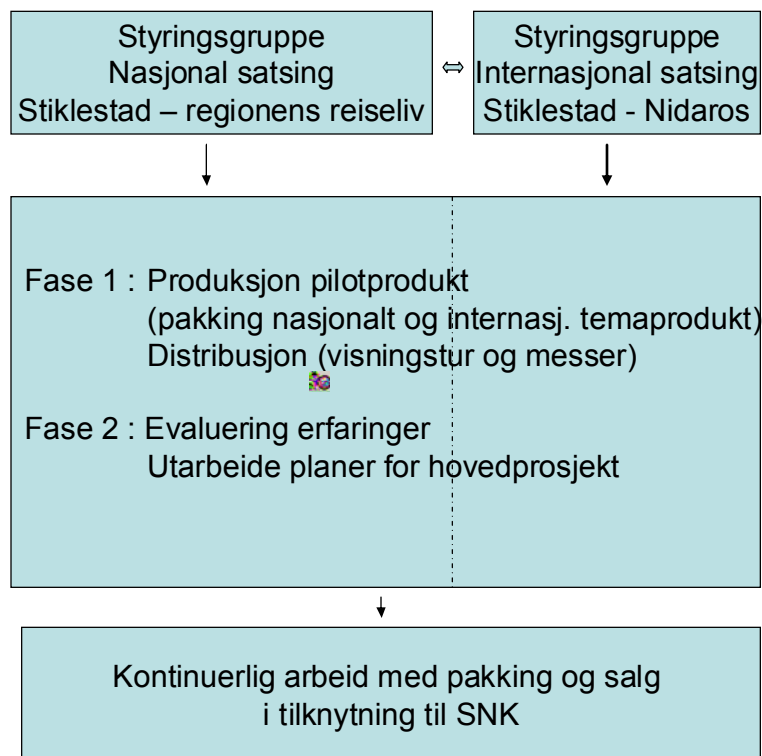 Styringsgruppe
Nasjonal satsing
Stiklestad – regionens reiseliv
Styringsgruppe
Internasjonal satsing
Stiklestad - Nidaros
Fase 1 : Produksjon pilotprodukt
(pakking nasjonalt og internasj. temaprodukt)
Distribusjon (visningstur og messer)
Fase 2 : Evaluering erfaringer
Utarbeide planer for hovedprosjekt
Kontinuerlig arbeid med pakking og salg
i tilknytning til SNK